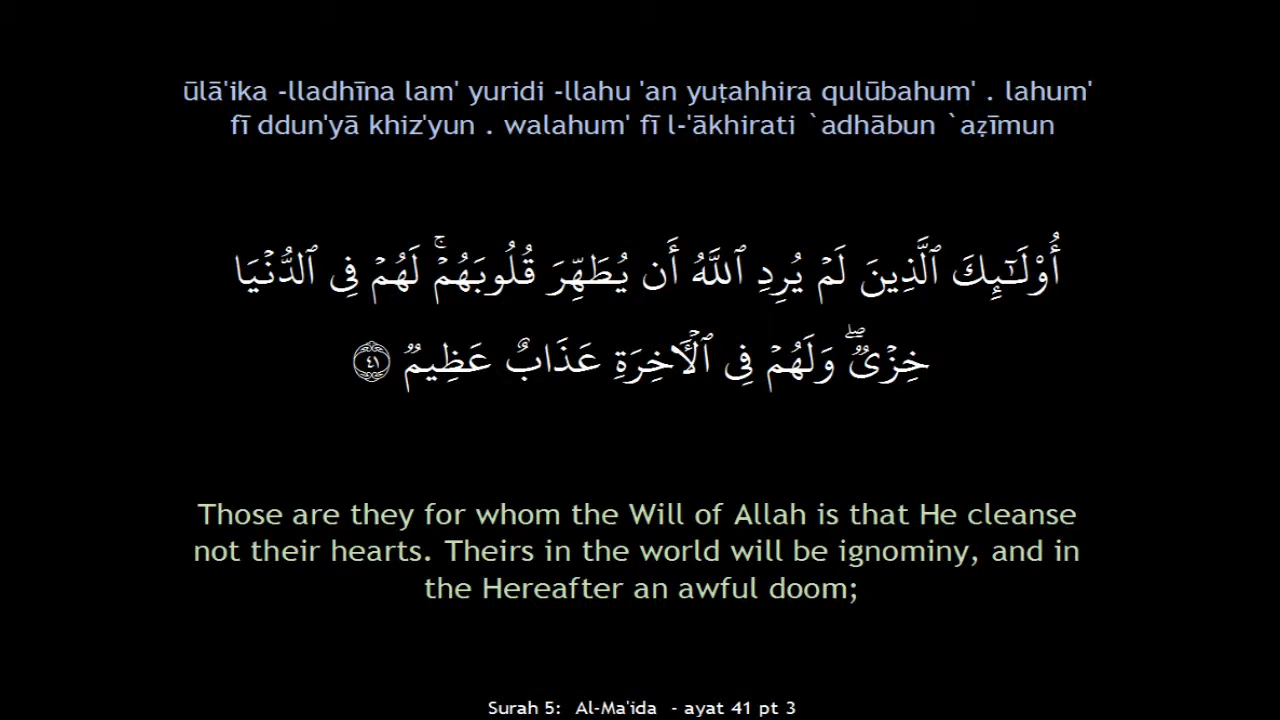 ūlā'ika -lladhīna lam' yuridi -llahu 'an yuṭahhira qulūbahum' . lahum'
fī ddun'yā khiz'yun . walahum' fī l-'ākhirati `adhābun `aẓīmun
أُو۟لَـٰٓئِكَ ٱلَّذِينَ لَمْ يُرِدِ ٱللَّهُ أَن يُطَهِّرَ قُلُوبَهُمْ ۚ لَهُمْ فِى ٱلدُّنْيَا
خِزْىٌ ۖ وَلَهُمْ فِى ٱلْـَٔاخِرَةِ عَذَابٌ عَظِيمٌ ٤١
Those are they for whom the Will of Allah is that He cleanse
not their hearts. Theirs in the world will be ignominy, and in
the Hereafter an awful doom;
Surah 5: Al-Ma'ida - ayat 41 pt 3